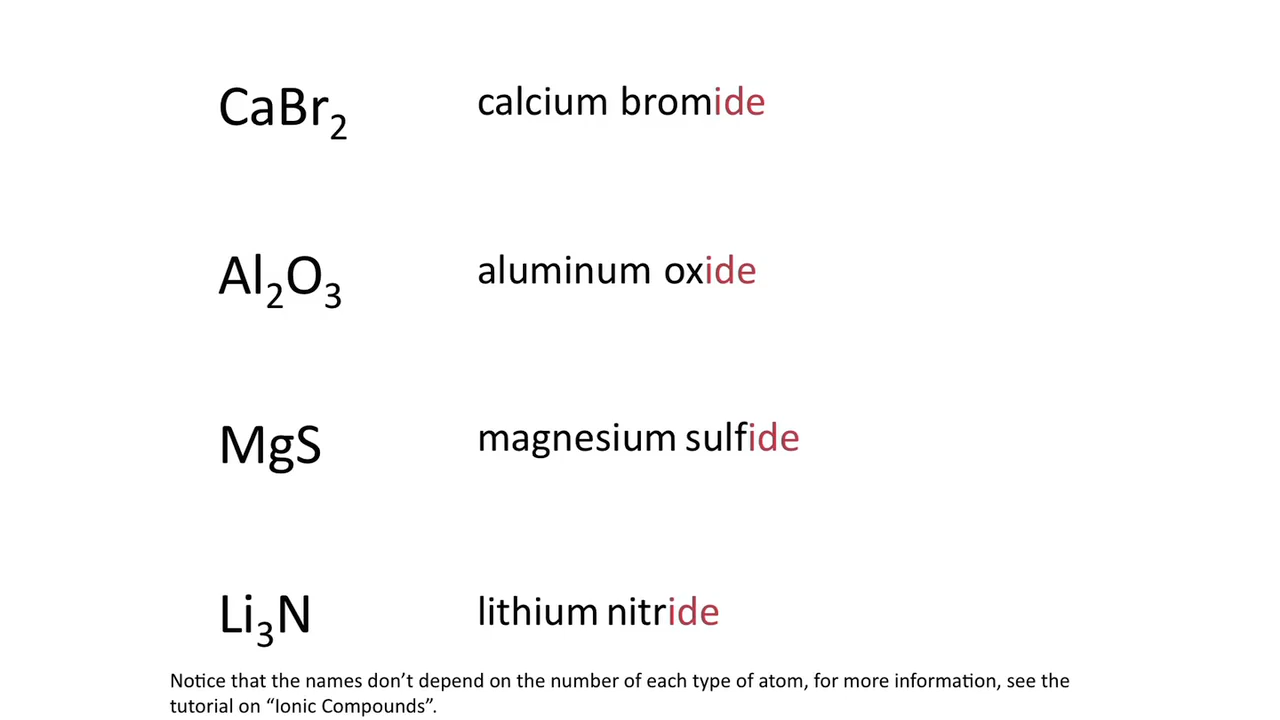 CaBr₂ calcium bromide
Al₂O₃ aluminum oxide
MgS magnesium sulfide
Li₃N lithium nitride
Notice that the names don’t depend on the number of each type of atom, for more information, see the
tutorial on “Ionic Compounds”.